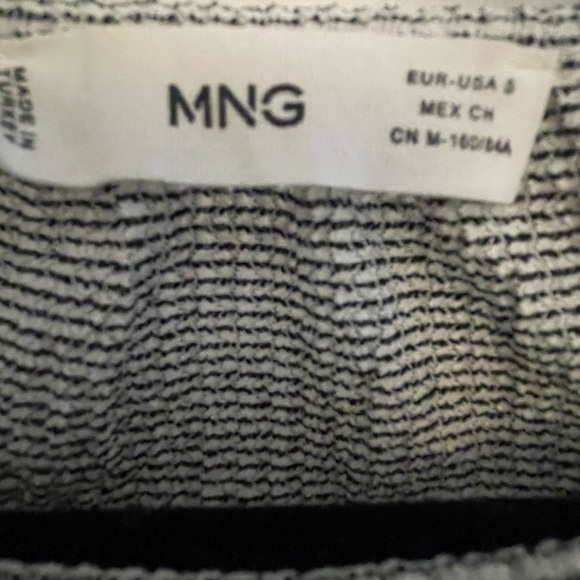 MADE IN
TURKEY
MNG
EUR-USA S
MEX CH
CN M-160/84A